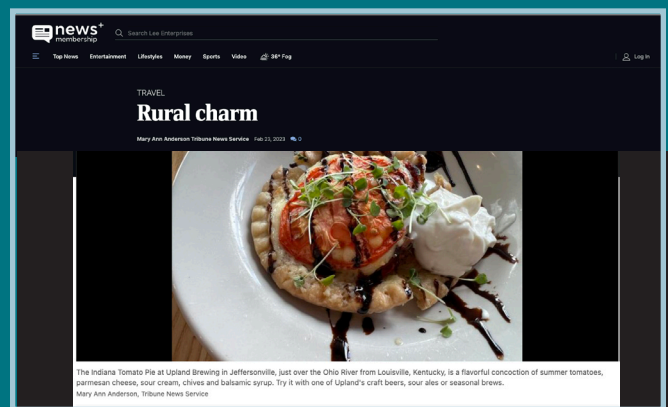 news+
membership
Search Lee Enterprises
Top News Entertainment Lifestyles Money Sports Video 36° Fog
Log In
TRAVEL
Rural charm
Mary Ann Anderson Tribune News Service Feb 23, 2023 0
The Indiana Tomato Pie at Upland Brewing in Jeffersonville, just over the Ohio River from Louisville, Kentucky, is a flavorful concoction of summer tomatoes,
parmesan cheese, sour cream, chives and balsamic syrup. Try it with one of Upland's craft beers, sour ales or seasonal brews.
Mary Ann Anderson, Tribune News Service